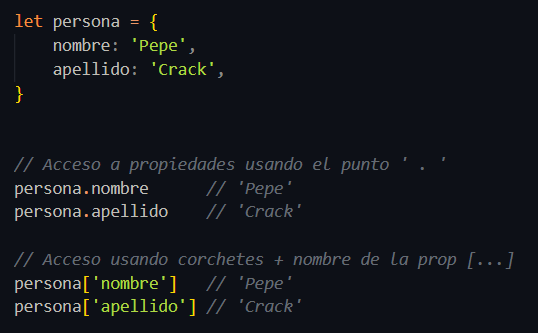 let persona = {
    nombre: 'Pepe',
    apellido: 'Crack',
}
// Acceso a propiedades usando el punto ' . '
persona.nombre      // 'Pepe'
persona.apellido    // 'Crack'
// Acceso usando corchetes + nombre de la prop [...]
persona['nombre']   // 'Pepe'
persona['apellido'] // 'Crack'